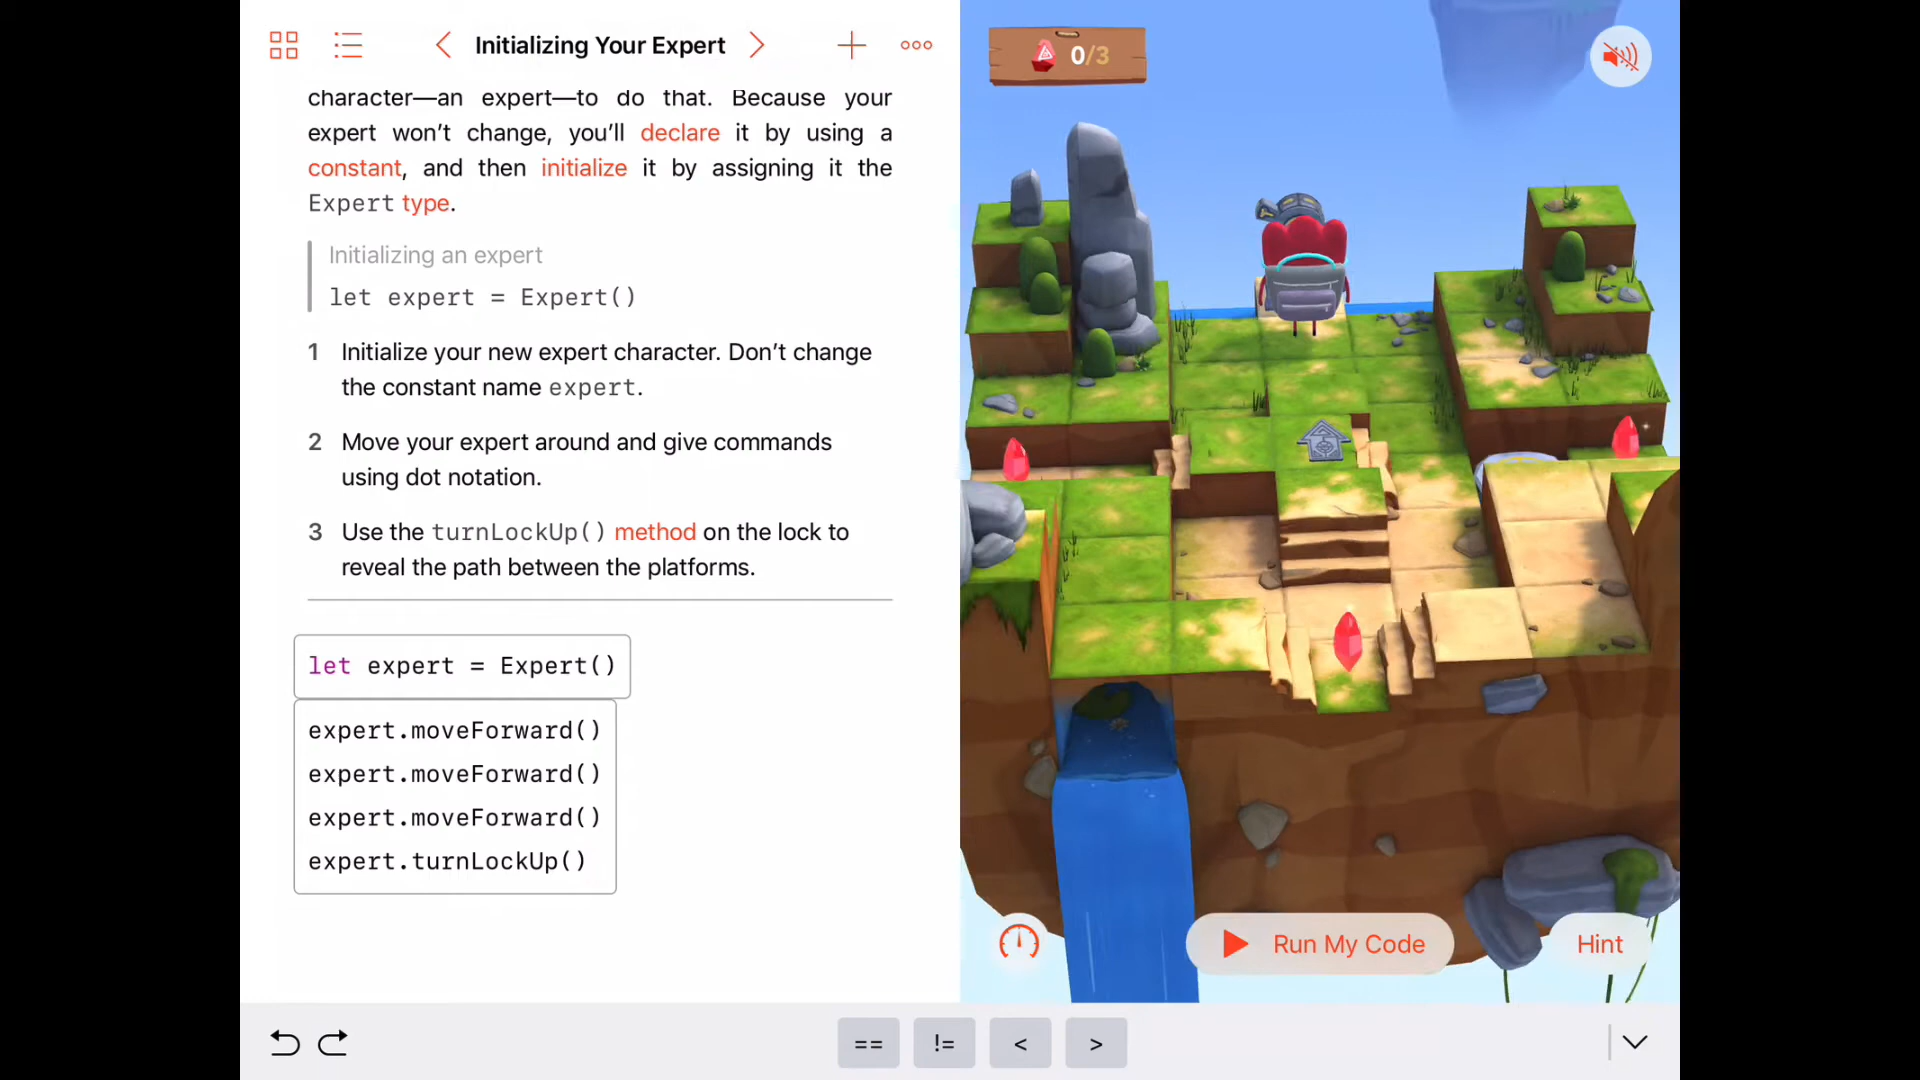 Initializing Your Expert
character—an expert—to do that. Because your
expert won’t change, you’ll declare it by using a
constant, and then initialize it by assigning it the
Expert type.
Initializing an expert
let expert = Expert()
1 Initialize your new expert character. Don’t change
the constant name expert.
2 Move your expert around and give commands
using dot notation.
3 Use the turnLockUp() method on the lock to
reveal the path between the platforms.
let expert = Expert()
expert.moveForward()
expert.moveForward()
expert.moveForward()
expert.turnLockUp()
0/3
Run My Code
Hint
== != < >